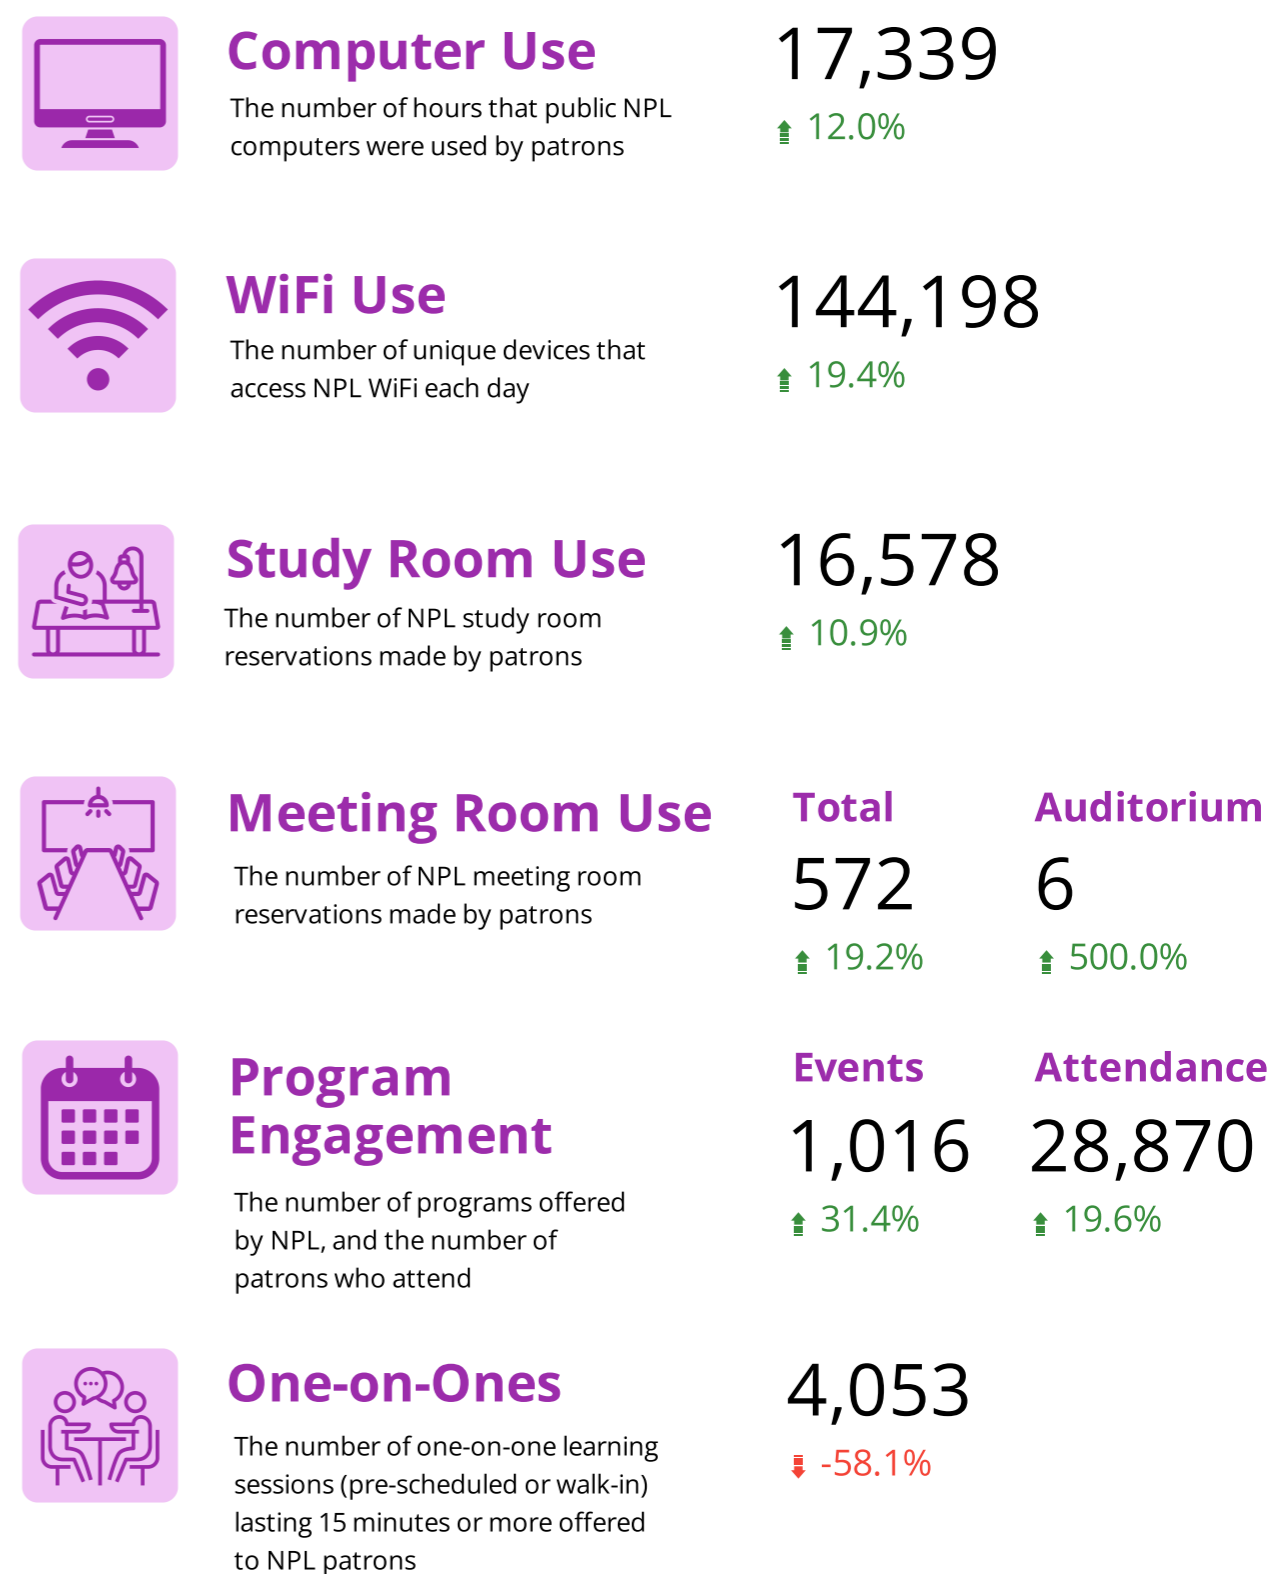 Computer Use
The number of hours that public NPL
computers were used by patrons
17,339
12.0%
WiFi Use
The number of unique devices that
access NPL WiFi each day
144,198
19.4%
Study Room Use
The number of NPL study room
reservations made by patrons
16,578
10.9%
Meeting Room Use
The number of NPL meeting room
reservations made by patrons
Total
572
19.2%
Auditorium
6
500.0%
Program
Engagement
The number of programs offered
by NPL, and the number of
patrons who attend
Events
1,016
31.4%
Attendance
28,870
19.6%
One-on-Ones
The number of one-on-one learning
sessions (pre-scheduled or walk-in)
lasting 15 minutes or more offered
to NPL patrons
4,053
-58.1%